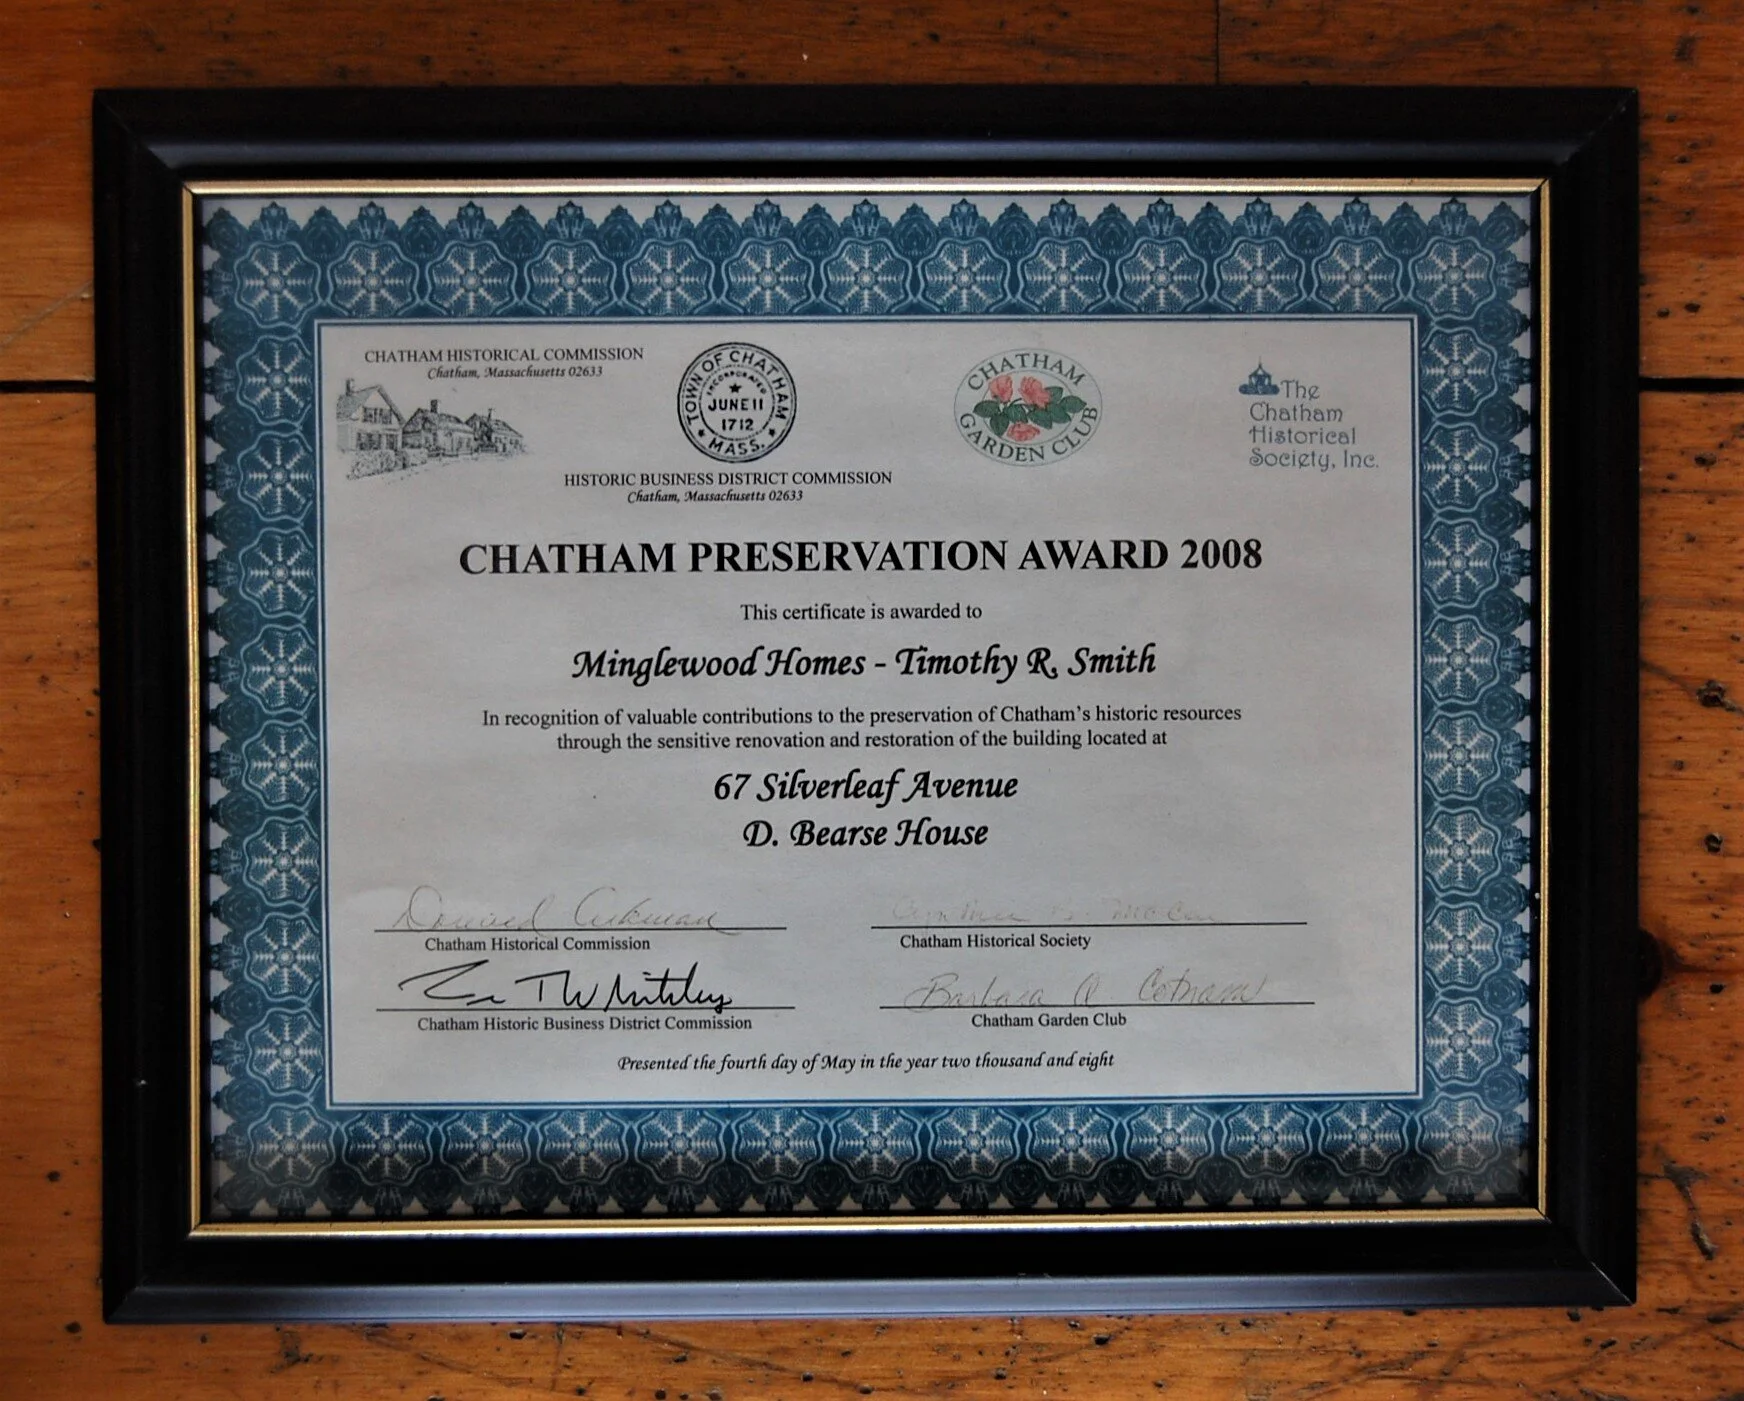 CHATHAM HISTORICAL COMMISSION
Chatham, Massachusetts 02633
TOWN OF CHATHAM
INCORPORATED
JUNE 11
1712
MASS.
HISTORIC BUSINESS DISTRICT COMMISSION
Chatham, Massachusetts 02633
CHATHAM
GARDEN CLUB
The
Chatham
Historical
Society, Inc.
CHATHAM PRESERVATION AWARD 2008
This certificate is awarded to
Minglewood Homes - Timothy R. Smith
In recognition of valuable contributions to the preservation of Chatham's historic resources
through the sensitive renovation and restoration of the building located at
67 Silverleaf Avenue
D. Bearse House
Chatham Historical Commission
Chatham Historical Society
Whitley
Chatham Historic Business District Commission
Barbara
Chatham Garden Club
Presented the fourth day of May in the year two thousand and eight